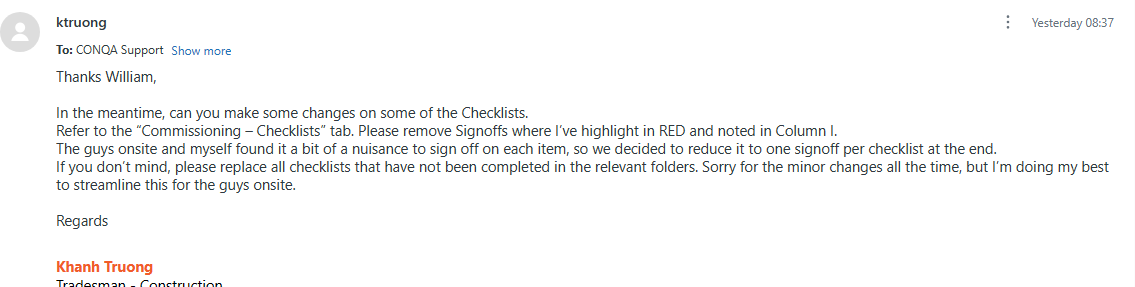 ktruong
Yesterday 08:37
To: CONQA Support Show more
Thanks William,
In the meantime, can you make some changes on some of the Checklists.
Refer to the “Commissioning – Checklists” tab. Please remove Signoffs where I’ve highlight in RED and noted in Column I.
The guys onsite and myself found it a bit of a nuisance to sign off on each item, so we decided to reduce it to one signoff per checklist at the end.
If you don’t mind, please replace all checklists that have not been completed in the relevant folders. Sorry for the minor changes all the time, but I’m doing my best
to streamline this for the guys onsite.
Regards
Khanh Truong
Tradesman - Construction